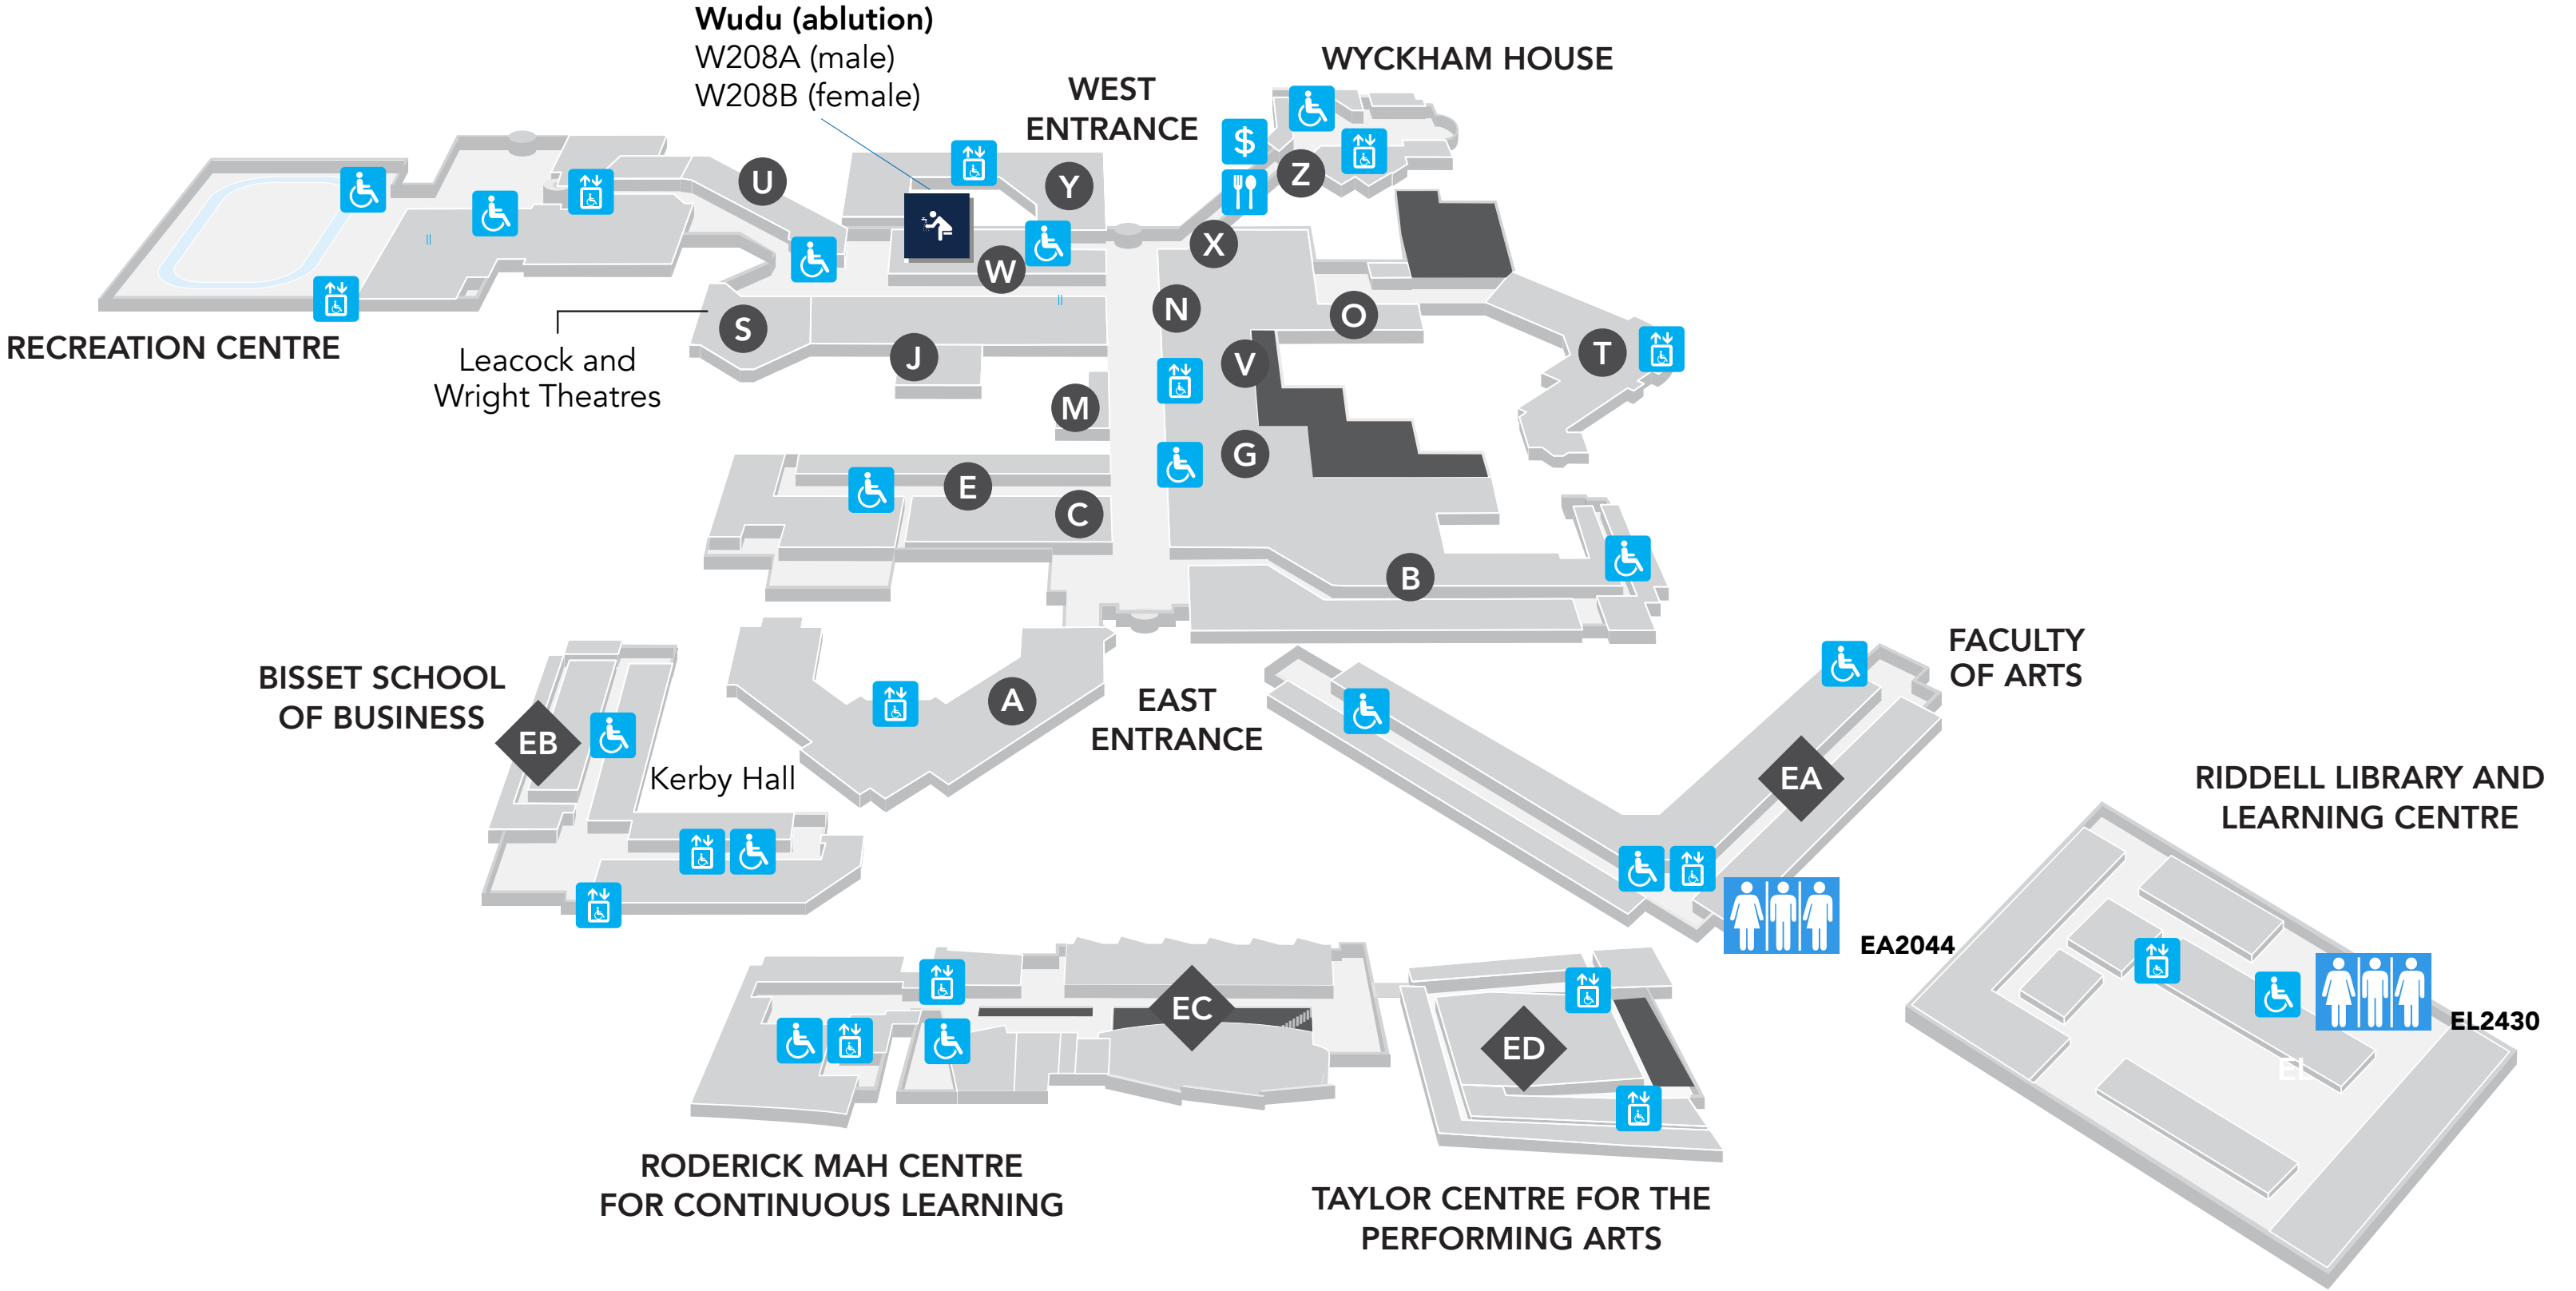 Wudu (ablution)
W208A (male)
W208B (female)
WYCKHAM HOUSE
WEST
ENTRANCE
$
U
Y
Z
X
W
N
O
S
J
V
T
M
G
E
C
B
RECREATION CENTRE
Leacock and
Wright Theatres
BISSET SCHOOL
OF BUSINESS
EB
Kerby Hall
A
EAST
ENTRANCE
FACULTY
OF ARTS
EA
EA2044
RIDDELL LIBRARY AND
LEARNING CENTRE
EL2430
EL
EC
ED
RODERICK MAH CENTRE
FOR CONTINUOUS LEARNING
TAYLOR CENTRE FOR THE
PERFORMING ARTS